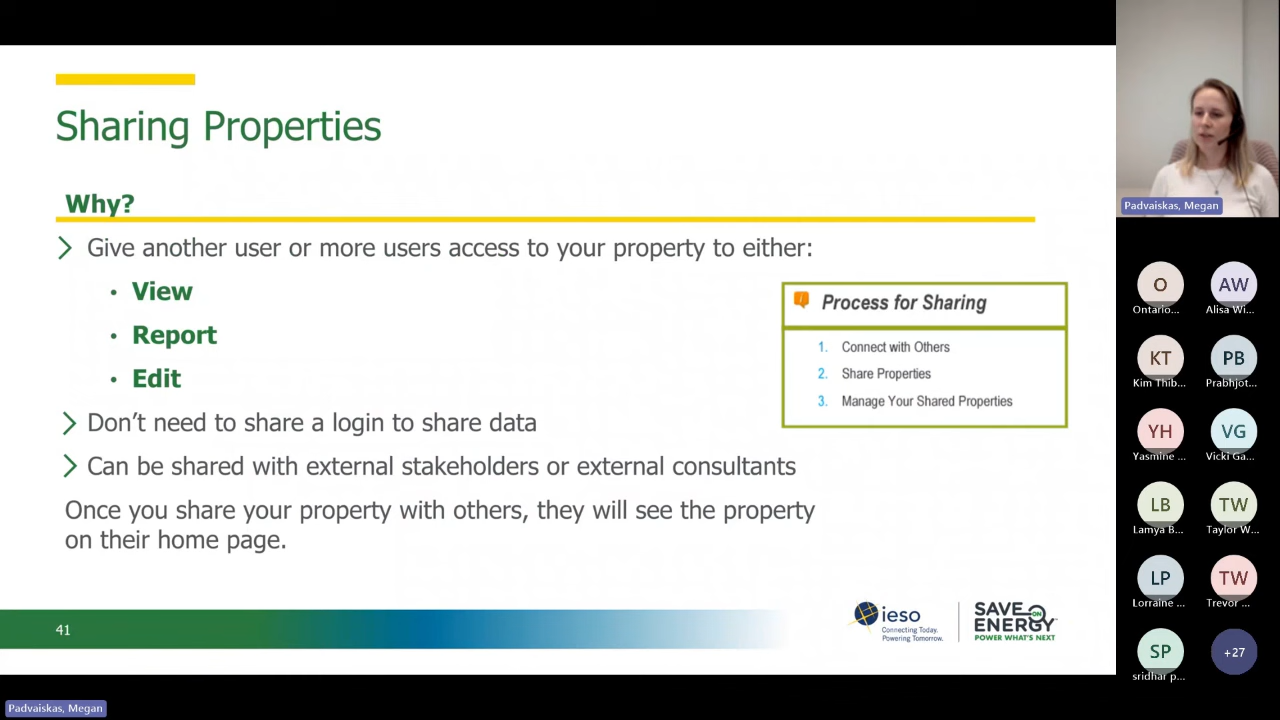 Sharing Properties
Why?
Give another user or more users access to your property to either:
• View
• Report
• Edit
Don't need to share a login to share data
Can be shared with external stakeholders or external consultants
Once you share your property with others, they will see the property
on their home page.
Process for Sharing
1. Connect with Others
2. Share Properties
3. Manage Your Shared Properties
41
ieso
Connecting Today.
Powering Tomorrow.
SAVE ON
ENERGY
POWER WHAT'S NEXT
Padvaiskas, Megan
O
Ontario...
AW
Alisa Wi...
KT
Kim Thib...
PB
Prabhjot...
YH
Yasmine ...
VG
Vicki Ga...
LB
Lamya B...
TW
Taylor W...
LP
Lorraine ...
TW
Trevor ...
SP
sridhar p...
+27
Padvaiskas, Megan